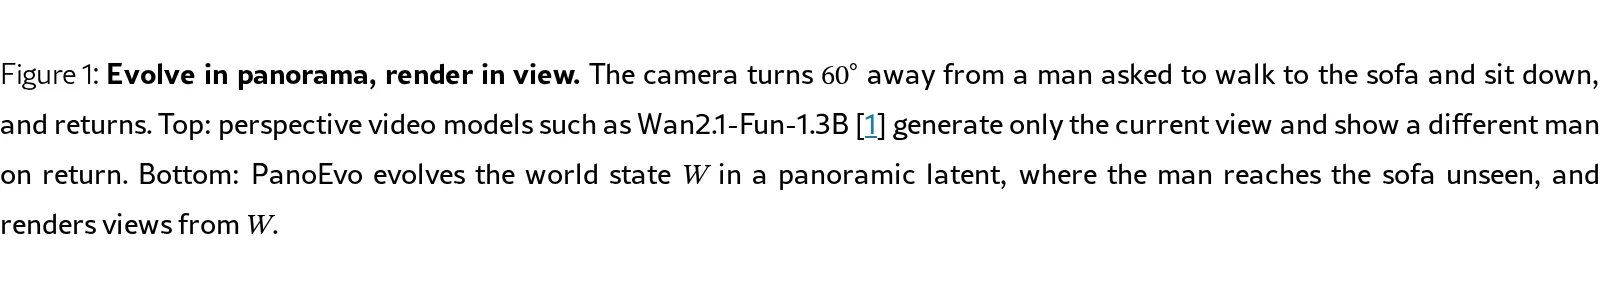 Figure 1: Evolve in panorama, render in view. The camera turns 60° away from a man asked to walk to the sofa and sit down,
and returns. Top: perspective video models such as Wan2.1-Fun-1.3B [1] generate only the current view and show a different man
on return. Bottom: PanoEvo evolves the world state W in a panoramic latent, where the man reaches the sofa unseen, and
renders views from W.